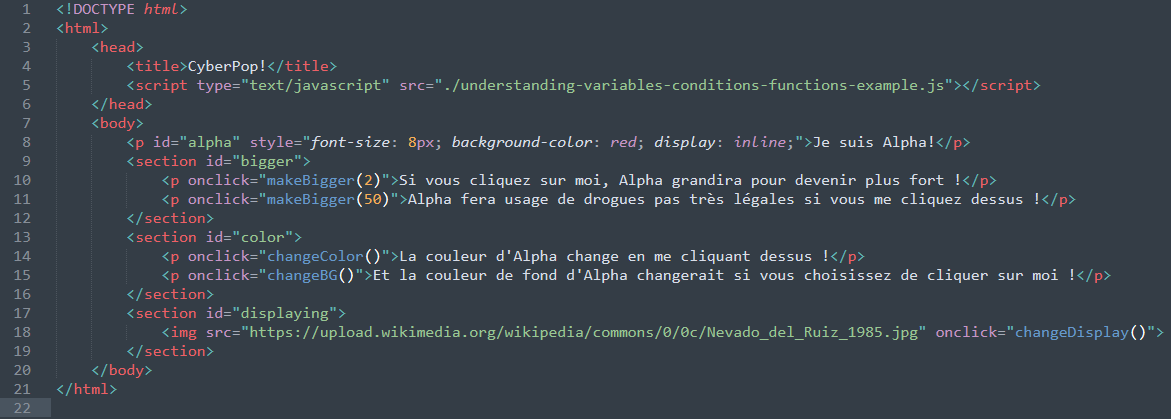 1 <!DOCTYPE html>
2 <html>
3 <head>
4 <title>CyberPop!</title>
5 <script type="text/javascript" src="./understanding-variables-conditions-functions-example.js"></script>
6 </head>
7 <body>
8 <p id="alpha" style="font-size: 8px; background-color: red; display: inline;">Je suis Alpha!</p>
9 <section id="bigger">
10 <p onclick="makeBigger(2)">Si vous cliquez sur moi, Alpha grandira pour devenir plus fort !</p>
11 <p onclick="makeBigger(50)">Alpha fera usage de drogues pas très légales si vous me cliquez dessus !</p>
12 </section>
13 <section id="color">
14 <p onclick="changeColor()">La couleur d'Alpha change en me cliquant dessus !</p>
15 <p onclick="changeBG()">Et la couleur de fond d'Alpha changerait si vous choisissez de cliquer sur moi !</p>
16 </section>
17 <section id="displaying">
18 <img src="https://upload.wikimedia.org/wikipedia/commons/0/0c/Nevado_del_Ruiz_1985.jpg" onclick="changeDisplay()">
19 </section>
20 </body>
21 </html>
22